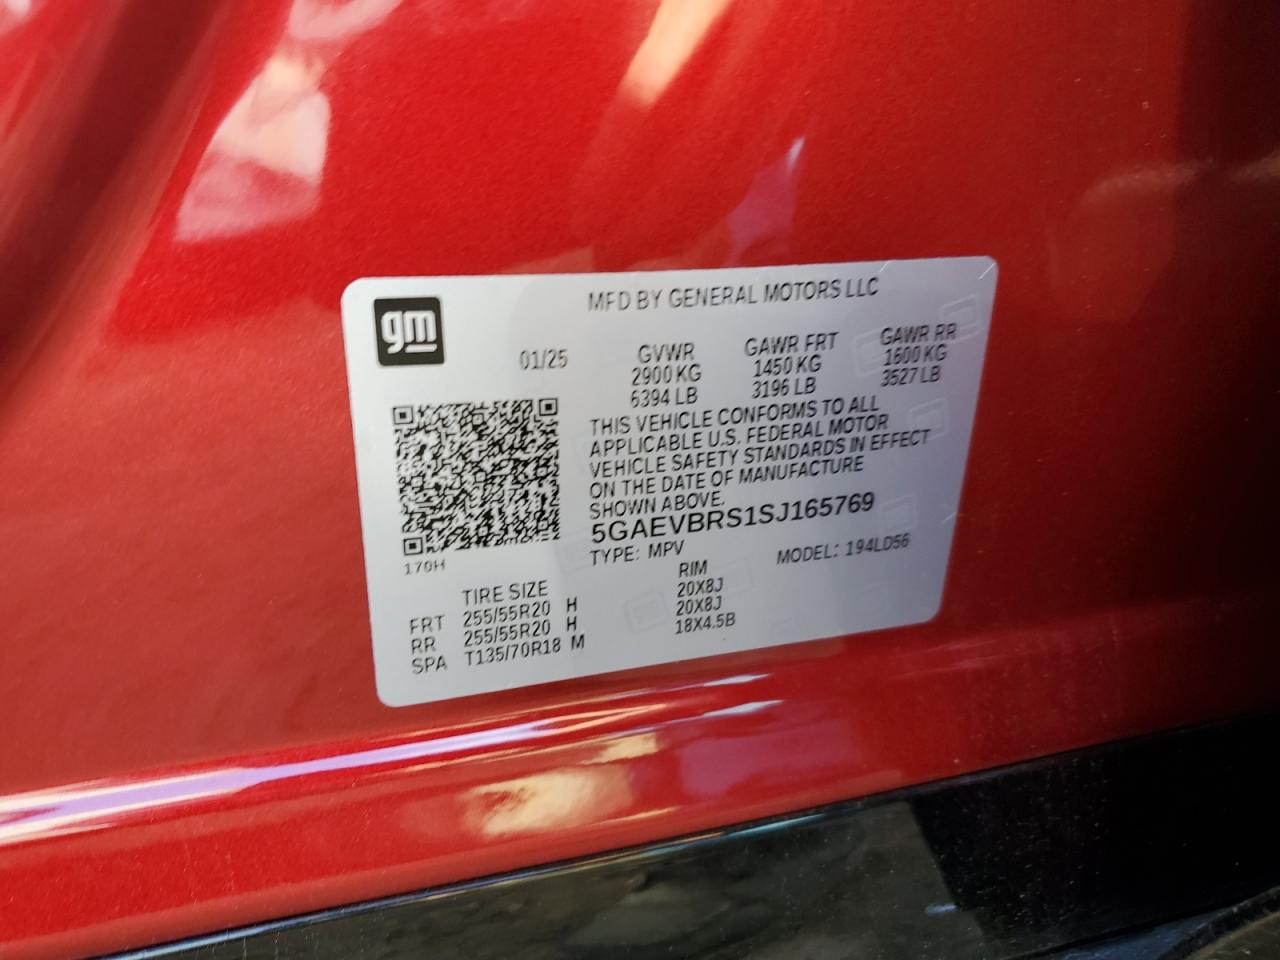 MFD BY GENERAL MOTORS LLC
gm
01/25
GVWR GAWR FRT GAWR RR
2900 KG 1450 KG 1600 KG
6394 LB 3196 LB 3527 LB
THIS VEHICLE CONFORMS TO ALL
APPLICABLE U.S. FEDERAL MOTOR
VEHICLE SAFETY STANDARDS IN EFFECT
ON THE DATE OF MANUFACTURE
SHOWN ABOVE.
5GAEVBRS1SJ165769
TYPE: MPV MODEL: 194LD56
170H
TIRE SIZE RIM
FRT 255/55R20 H 20X8J
RR 255/55R20 H 20X8J
SPA T135/70R18 M 18X4.5B